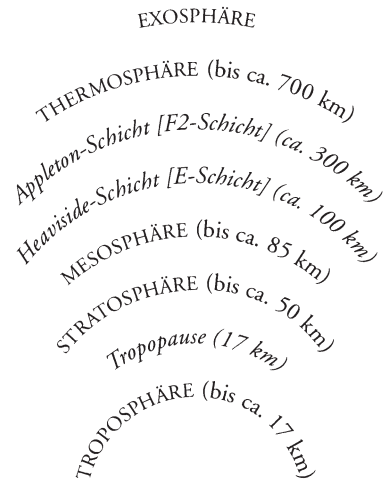 EXOSPHÄRE
THERMOSPHÄRE (bis ca. 700 km)
Appleton-Schicht [F2-Schicht] (ca. 300 km)
Heaviside-Schicht [E-Schicht] (ca. 100 km)
MESOSPHÄRE (bis ca. 85 km)
STRATOSPHÄRE (bis ca. 50 km)
Tropopause (17 km)
TROPOSPHÄRE (bis ca. 17 km)